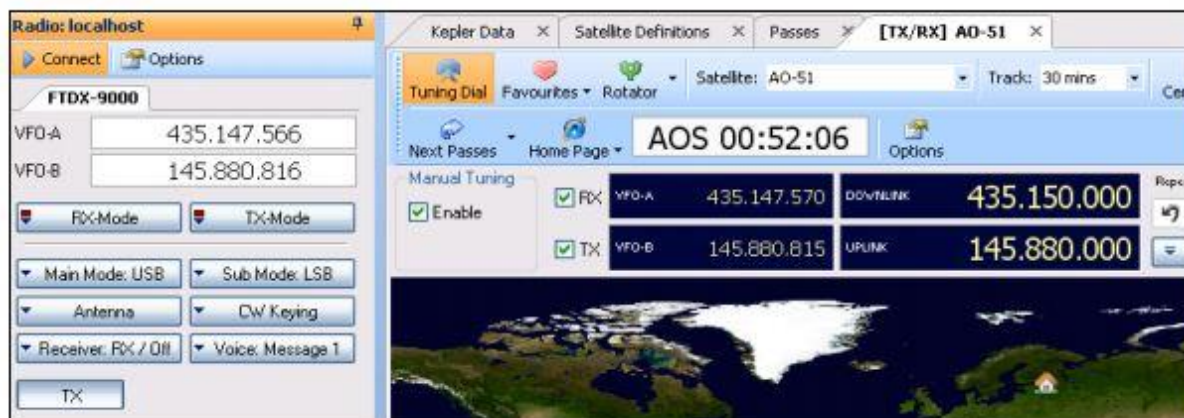 Radio: localhost
Connect Options
FTDX-9000
VFO-A 435.147.566
VFO-B 145.880.816
RX-Mode TX-Mode
Main Mode: USB Sub Mode: LSB
Antenna CW Keying
Receiver: RX / Off Voice: Message 1
TX
Kepler Data Satellite Definitions Passes [TX/RX] AO-51
Tuning Dial Favourites Rotator Satellite: AO-51 Track: 30 mins
Next Passes Home Page AOS 00:52:06 Options
Manual Tuning
Enable
RX VFO-A 435.147.570 DOWNLINK 435.150.000
TX VFO-B 145.880.815 UPLINK 145.880.000